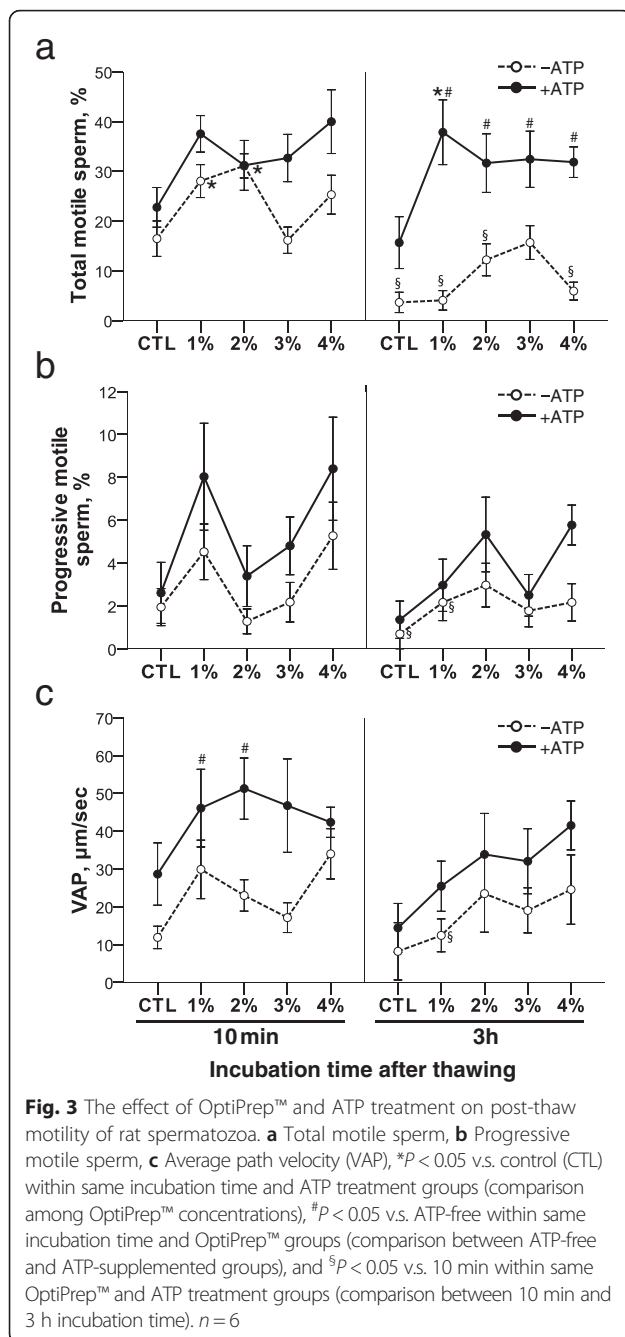 a
Total motile sperm, %
50
40
30
20
10
0
–ATP
+ATP
*
*
*#
#
#
#
§
§
§
§
CTL 1% 2% 3% 4% CTL 1% 2% 3% 4%
b
Progressive motile
sperm, %
12
10
8
6
4
2
0
–ATP
+ATP
§
§
CTL 1% 2% 3% 4% CTL 1% 2% 3% 4%
c
VAP, µm/sec
70
60
50
40
30
20
10
0
–ATP
+ATP
#
#
§
CTL 1% 2% 3% 4% CTL 1% 2% 3% 4%
10 min 3h
Incubation time after thawing
Fig. 3 The effect of OptiPrep™ and ATP treatment on post-thaw
motility of rat spermatozoa. a Total motile sperm, b Progressive
motile sperm, c Average path velocity (VAP), *P < 0.05 v.s. control (CTL)
within same incubation time and ATP treatment groups (comparison
among OptiPrep™ concentrations), #P < 0.05 v.s. ATP-free within same
incubation time and OptiPrep™ groups (comparison between ATP-free
and ATP-supplemented groups), and §P < 0.05 v.s. 10 min within same
OptiPrep™ and ATP treatment groups (comparison between 10 min and
3 h incubation time). n = 6